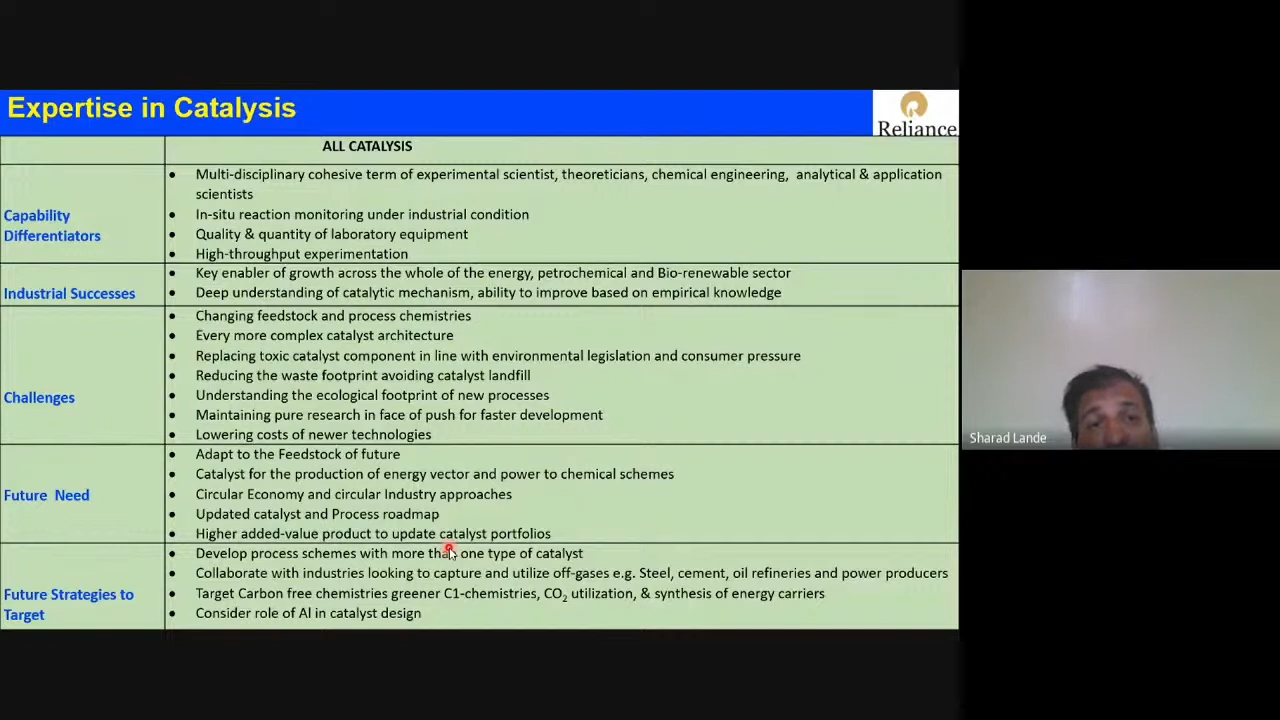 Expertise in Catalysis
Reliance
ALL CATALYSIS
Capability
Differentiators
• Multi-disciplinary cohesive term of experimental scientist, theoreticians, chemical engineering, analytical & application
scientists
• In-situ reaction monitoring under industrial condition
• Quality & quantity of laboratory equipment
• High-throughput experimentation
Industrial Successes
• Key enabler of growth across the whole of the energy, petrochemical and Bio-renewable sector
• Deep understanding of catalytic mechanism, ability to improve based on empirical knowledge
Challenges
• Changing feedstock and process chemistries
• Every more complex catalyst architecture
• Replacing toxic catalyst component in line with environmental legislation and consumer pressure
• Reducing the waste footprint avoiding catalyst landfill
• Understanding the ecological footprint of new processes
• Maintaining pure research in face of push for faster development
• Lowering costs of newer technologies
Future Need
• Adapt to the Feedstock of future
• Catalyst for the production of energy vector and power to chemical schemes
• Circular Economy and circular Industry approaches
• Updated catalyst and Process roadmap
• Higher added-value product to update catalyst portfolios
Future Strategies to
Target
• Develop process schemes with more than one type of catalyst
• Collaborate with industries looking to capture and utilize off-gases e.g. Steel, cement, oil refineries and power producers
• Target Carbon free chemistries greener C1-chemistries, CO₂ utilization, & synthesis of energy carriers
• Consider role of AI in catalyst design
Sharad Lande